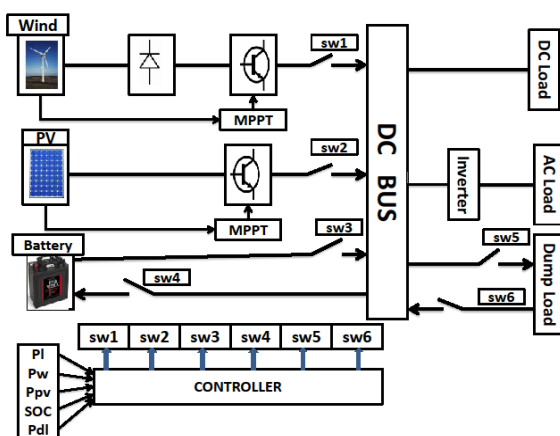 Wind
sw1
MPPT
DC BUS
DC Load
PV
sw2
MPPT
Inverter
AC Load
Battery
sw3
sw4
sw5
sw6
Dump Load
sw1 sw2 sw3 sw4 sw5 sw6
CONTROLLER
Pl
Pw
Ppv
SOC
Pdl